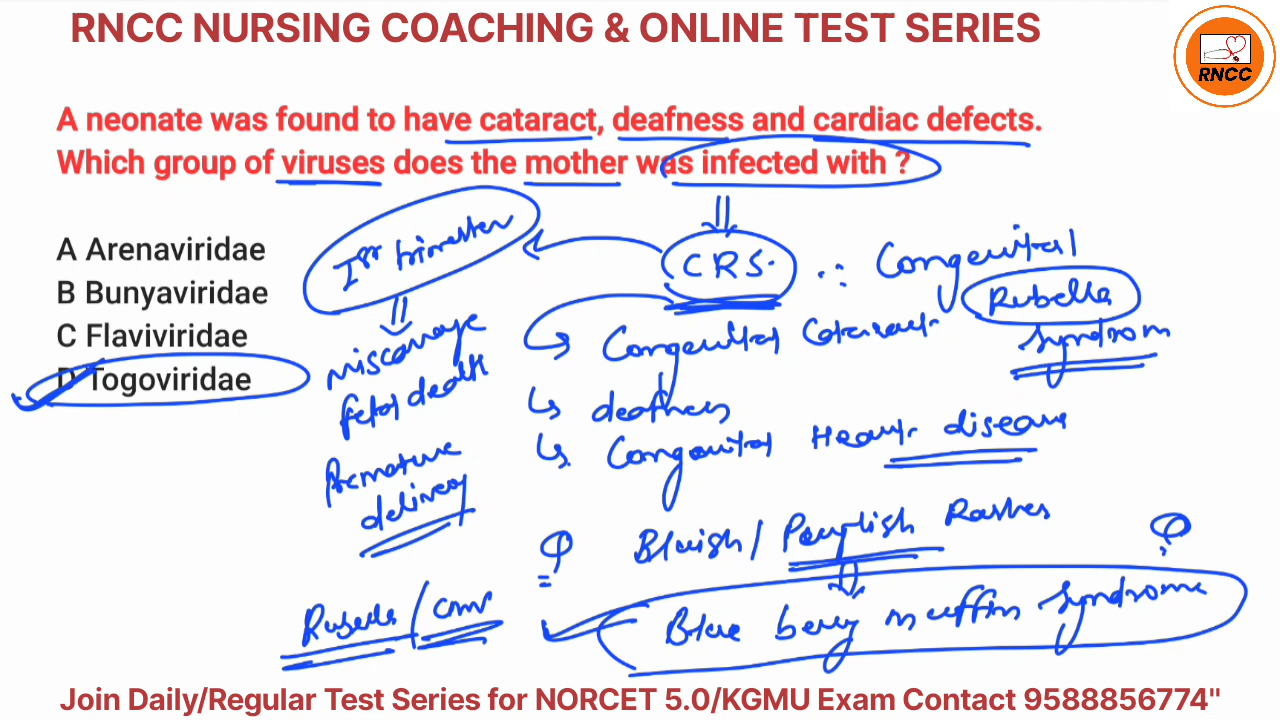 RNCC NURSING COACHING & ONLINE TEST SERIES
RNCC
A neonate was found to have cataract, deafness and cardiac defects.
Which group of viruses does the mother was infected with ?
A Arenaviridae
B Bunyaviridae
C Flaviviridae
D Togoviridae
Ist trimester
CRS. ∴ Congenital
Rubella
Syndrom
miscarriage
fetal death
Premature
delivery
Congenital Cataract
deafness
Congenital Heart disease
Bluish / Rashes
Blue berry muffin Syndrome
Rubella / CMV
Join Daily/Regular Test Series for NORCET 5.0/KGMU Exam Contact 9588856774"